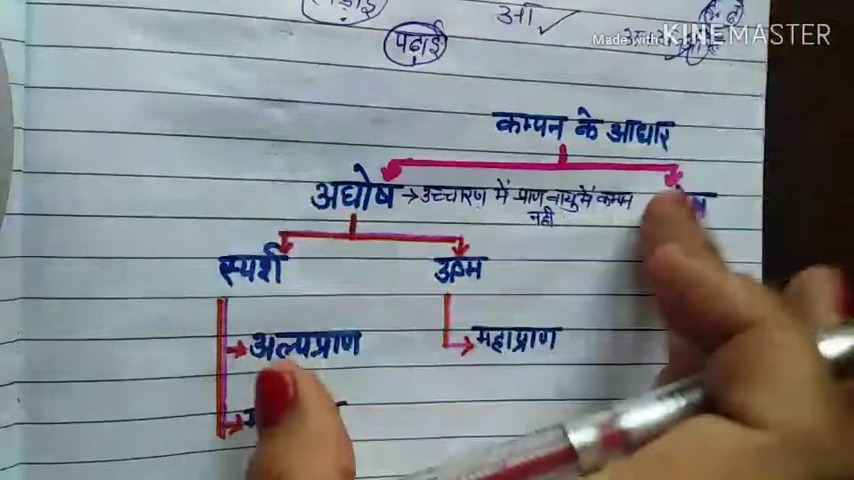 उा
पढ़ाई
Made with KINEMASTER
कम्पन के आधार
अघोष → उच्चारण में प्राण वायु में कम्पन
नही
स्पर्श
ऊष्म
अल्पप्राण
महाप्राण